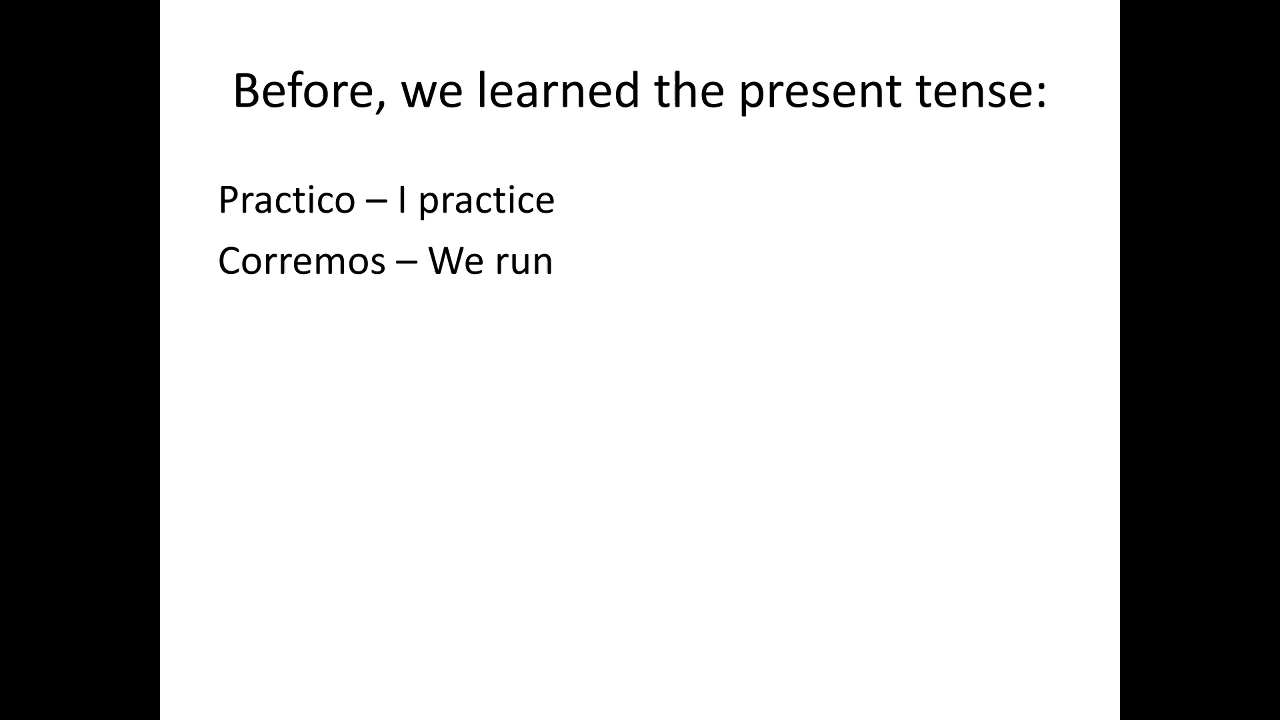 Before, we learned the present tense:
Practico – I practice
Corremos – We run